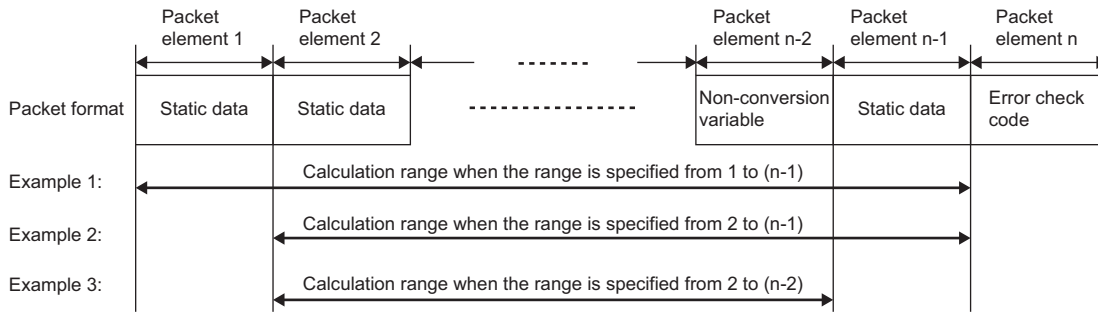 Packet element 1
Packet element 2
Packet element n-2
Packet element n-1
Packet element n
Packet format
Static data
Static data
Non-conversion variable
Static data
Error check code
Example 1:
Calculation range when the range is specified from 1 to (n-1)
Example 2:
Calculation range when the range is specified from 2 to (n-1)
Example 3:
Calculation range when the range is specified from 2 to (n-2)